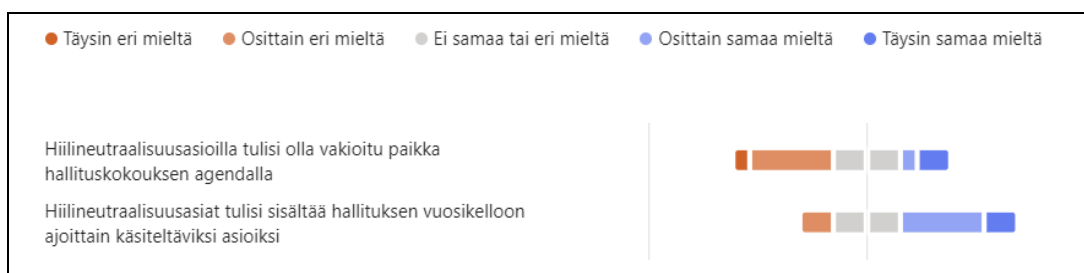 Täysin eri mieltä Osittain eri mieltä Ei samaa tai eri mieltä Osittain samaa mieltä Täysin samaa mieltä
Hiilineutraalisuusasioilla tulisi olla vakioitu paikka
hallituskokouksen agendalla
Hiilineutraalisuusasiat tulisi sisältää hallituksen vuosikelloon
ajoittain käsiteltäviksi asioiksi